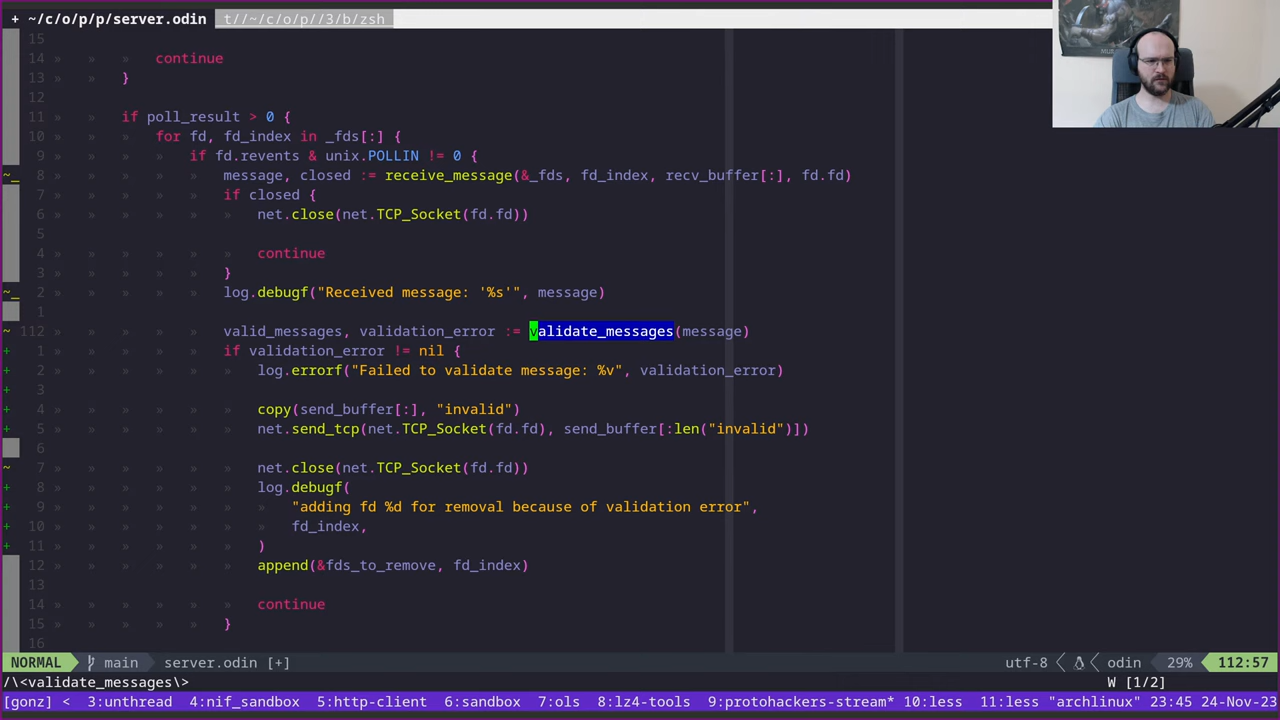 + ~/c/o/p/p/server.odin t//~/c/o/p//3/b/zsh
15
14 » » » continue
13 » » }
12
11 » » if poll_result > 0 {
10 » » » for fd, fd_index in _fds[:] {
9 » » » » if fd.revents & unix.POLLIN != 0 {
~_ 8 » » » » » message, closed := receive_message(&_fds, fd_index, recv_buffer[:], fd.fd)
7 » » » » » if closed {
6 » » » » » » net.close(net.TCP_Socket(fd.fd))
5
4 » » » » » » continue
3 » » » » » }
~_ 2 » » » » » log.debugf("Received message: '%s'", message)
1
~ 112 » » » » » valid_messages, validation_error := validate_messages(message)
+ 1 » » » » » if validation_error != nil {
+ 2 » » » » » » log.errorf("Failed to validate message: %v", validation_error)
+ 3
+ 4 » » » » » » copy(send_buffer[:], "invalid")
+ 5 » » » » » » net.send_tcp(net.TCP_Socket(fd.fd), send_buffer[:len("invalid")])
6
~ 7 » » » » » » net.close(net.TCP_Socket(fd.fd))
+ 8 » » » » » » log.debugf(
+ 9 » » » » » » » "adding fd %d for removal because of validation error",
+ 10 » » » » » » » fd_index,
+ 11 » » » » » » )
12 » » » » » » append(&fds_to_remove, fd_index)
13
14 » » » » » » continue
15 » » » » » }
16
NORMAL main server.odin [+] utf-8 odin 29% 112:57
/\<validate_messages\> W [1/2]
[gonz] < 3:unthread 4:nif_sandbox 5:http-client 6:sandbox 7:ols 8:lz4-tools 9:protohackers-stream* 10:less 11:less "archlinux" 23:45 24-Nov-23